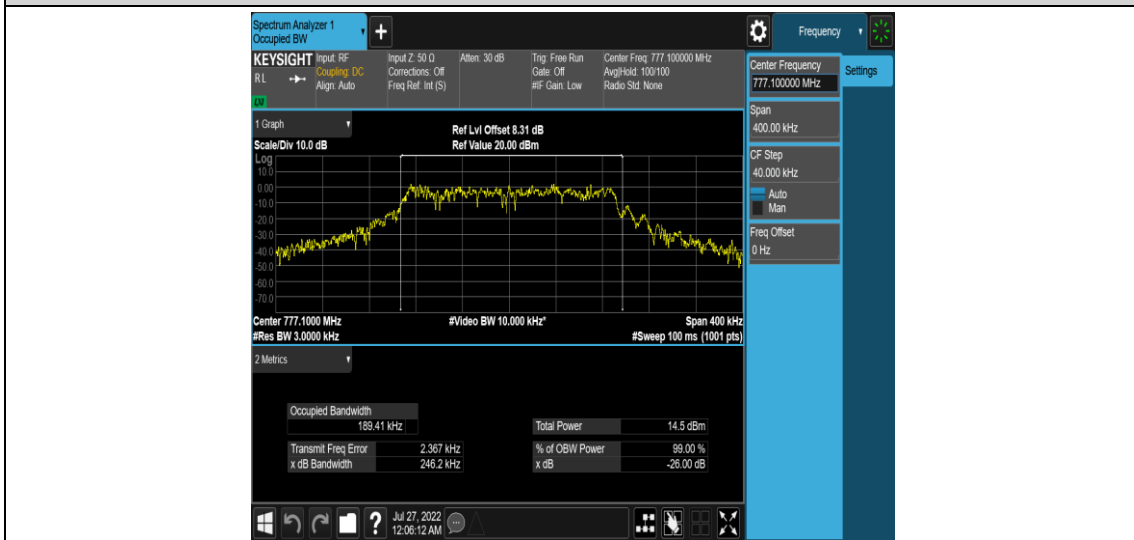 Spectrum Analyzer 1
Occupied BW
+
Frequency
KEYSIGHT
RL
LXI
Input: RF
Coupling: DC
Align: Auto
Input Z: 50 Ω
Corrections: Off
Freq Ref: Int (S)
Atten: 30 dB
Trig: Free Run
Gate: Off
#IF Gain: Low
Center Freq: 777.100000 MHz
Avg|Hold: 100/100
Radio Std: None
Center Frequency
777.100000 MHz
Settings
Span
400.00 kHz
CF Step
40.000 kHz
Auto
Man
Freq Offset
0 Hz
1 Graph
Scale/Div 10.0 dB
Ref Lvl Offset 8.31 dB
Ref Value 20.00 dBm
Log
10.0
0.00
-10.0
-20.0
-30.0
-40.0
-50.0
-60.0
-70.0
Center 777.1000 MHz
#Video BW 10.000 kHz*
Span 400 kHz
#Res BW 3.0000 kHz
#Sweep 100 ms (1001 pts)
2 Metrics
Occupied Bandwidth
189.41 kHz
Total Power 14.5 dBm
Transmit Freq Error 2.367 kHz
% of OBW Power 99.00 %
x dB Bandwidth 246.2 kHz
x dB -26.00 dB
?
Jul 27, 2022
12:06:12 AM